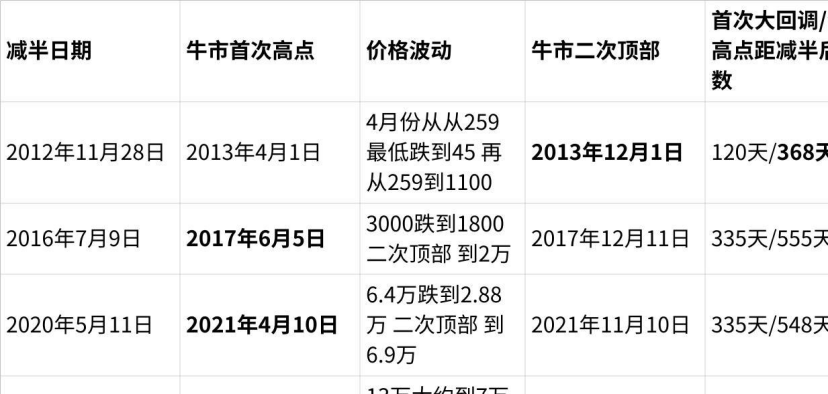 减半日期
牛市首次高点
价格波动
牛市二次顶部
首次大回调/
高点距减半后
数
2012年11月28日
2013年4月1日
4月份从从259
最低跌到45 再
从259到1100
2013年12月1日
120天/368天
2016年7月9日
2017年6月5日
3000跌到1800
二次顶部 到2万
2017年12月11日
335天/555天
2020年5月11日
2021年4月10日
6.4万跌到2.88
万 二次顶部 到
6.9万
2021年11月10日
335天/548天